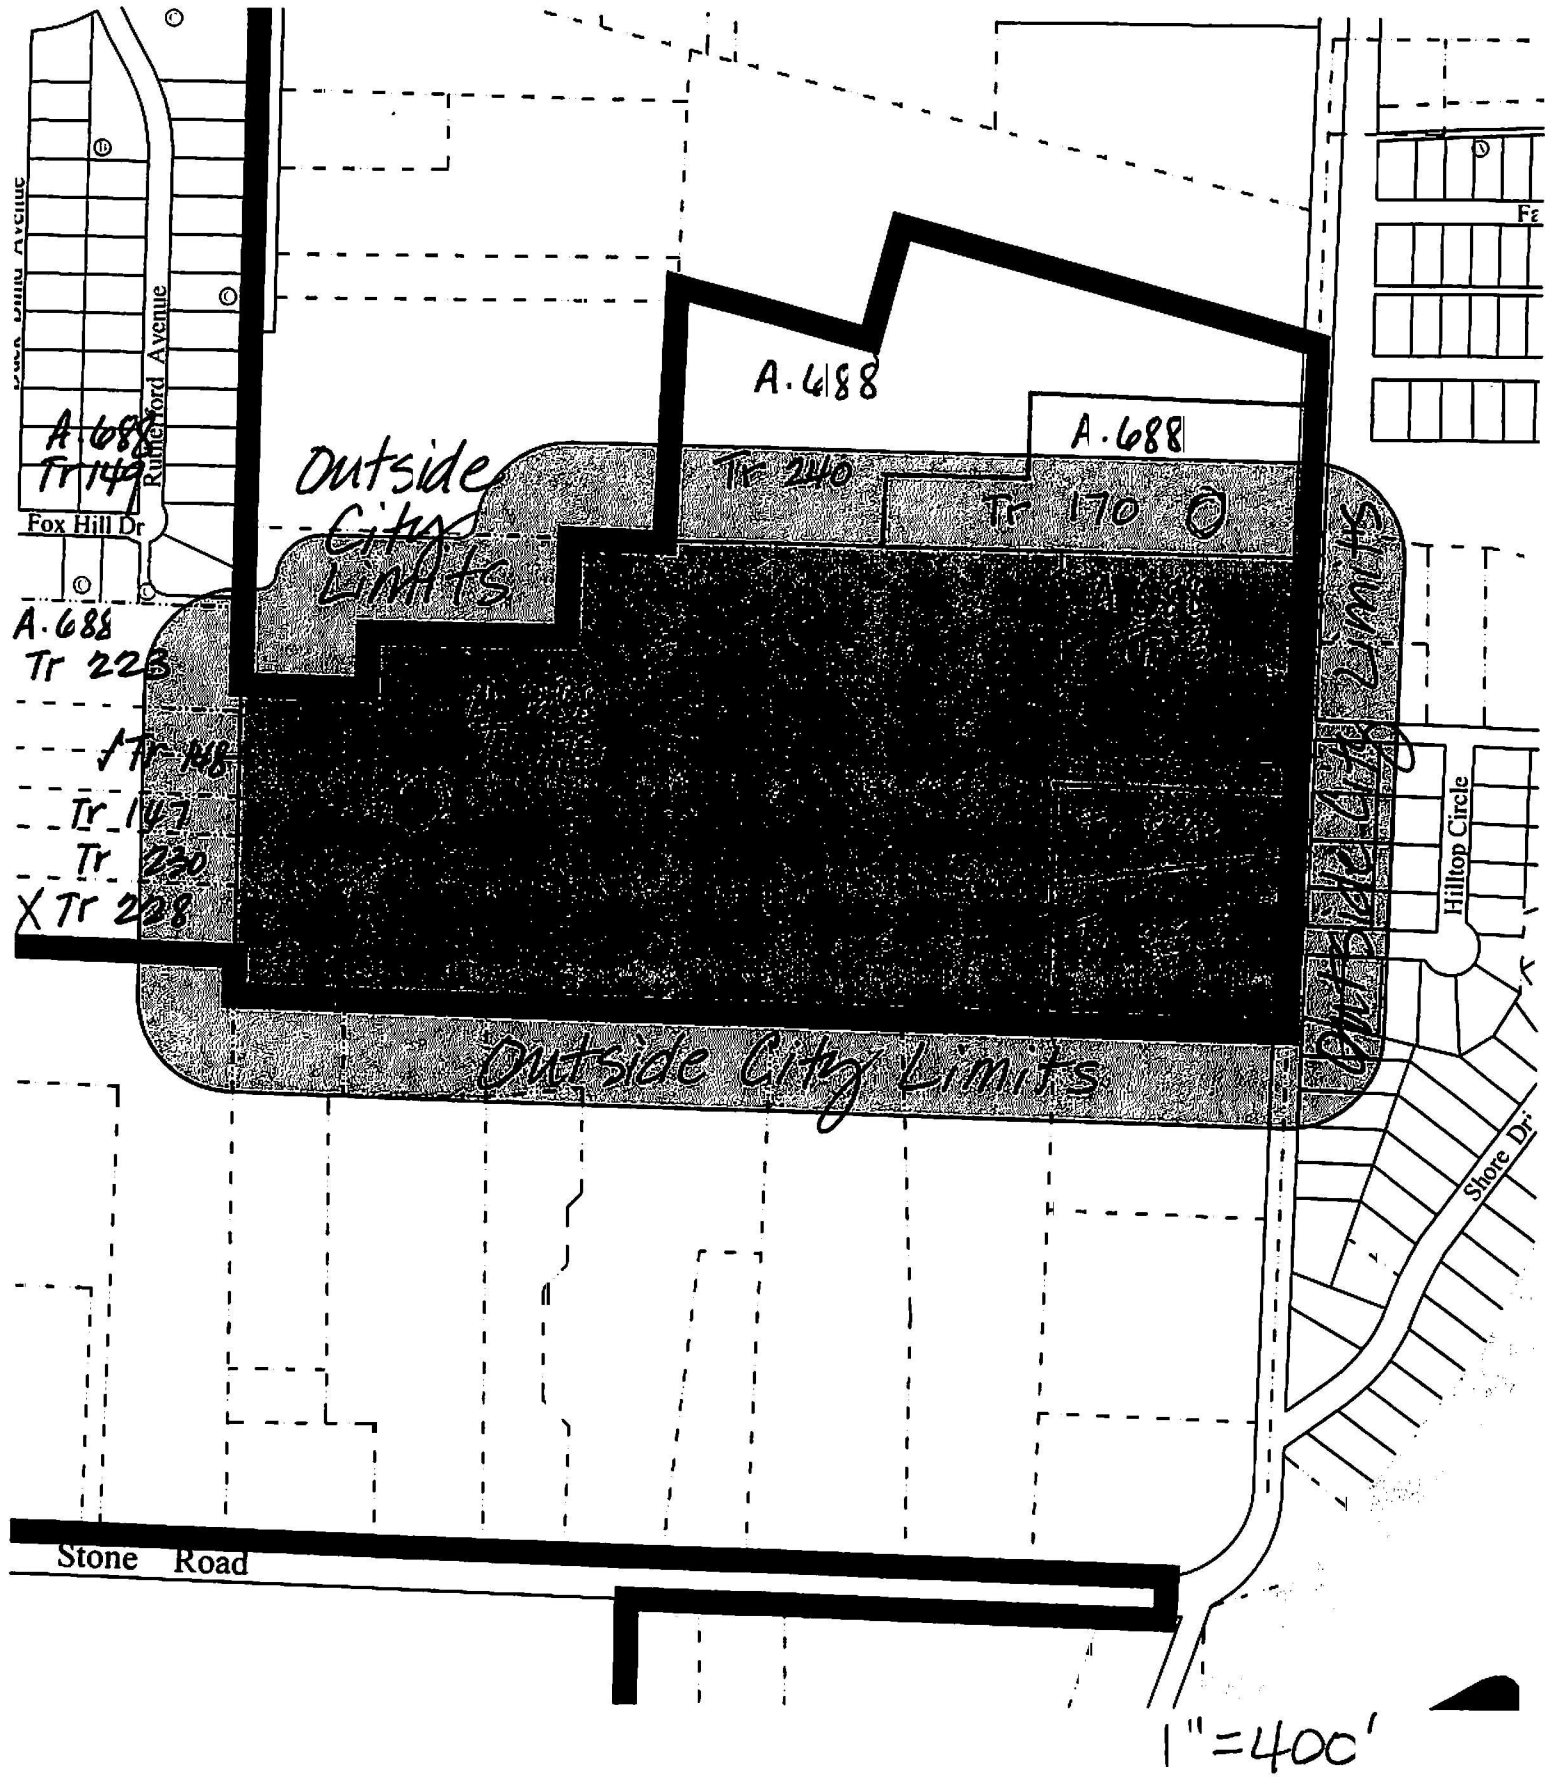 ©
B
A
Rutherford Avenue
©
A.688
A.688
A.688
Tr 149
Outside
City
Limits
Tr 240
Tr 170 O
Fox Hill Dr
©
©
A.688
Tr 223
√Tr 148
Tr 147
Tr 230
X Tr 228
Outside City Limits
Hilltop Circle
Outside City Limits
Shore Dr
Stone Road
1"=400'